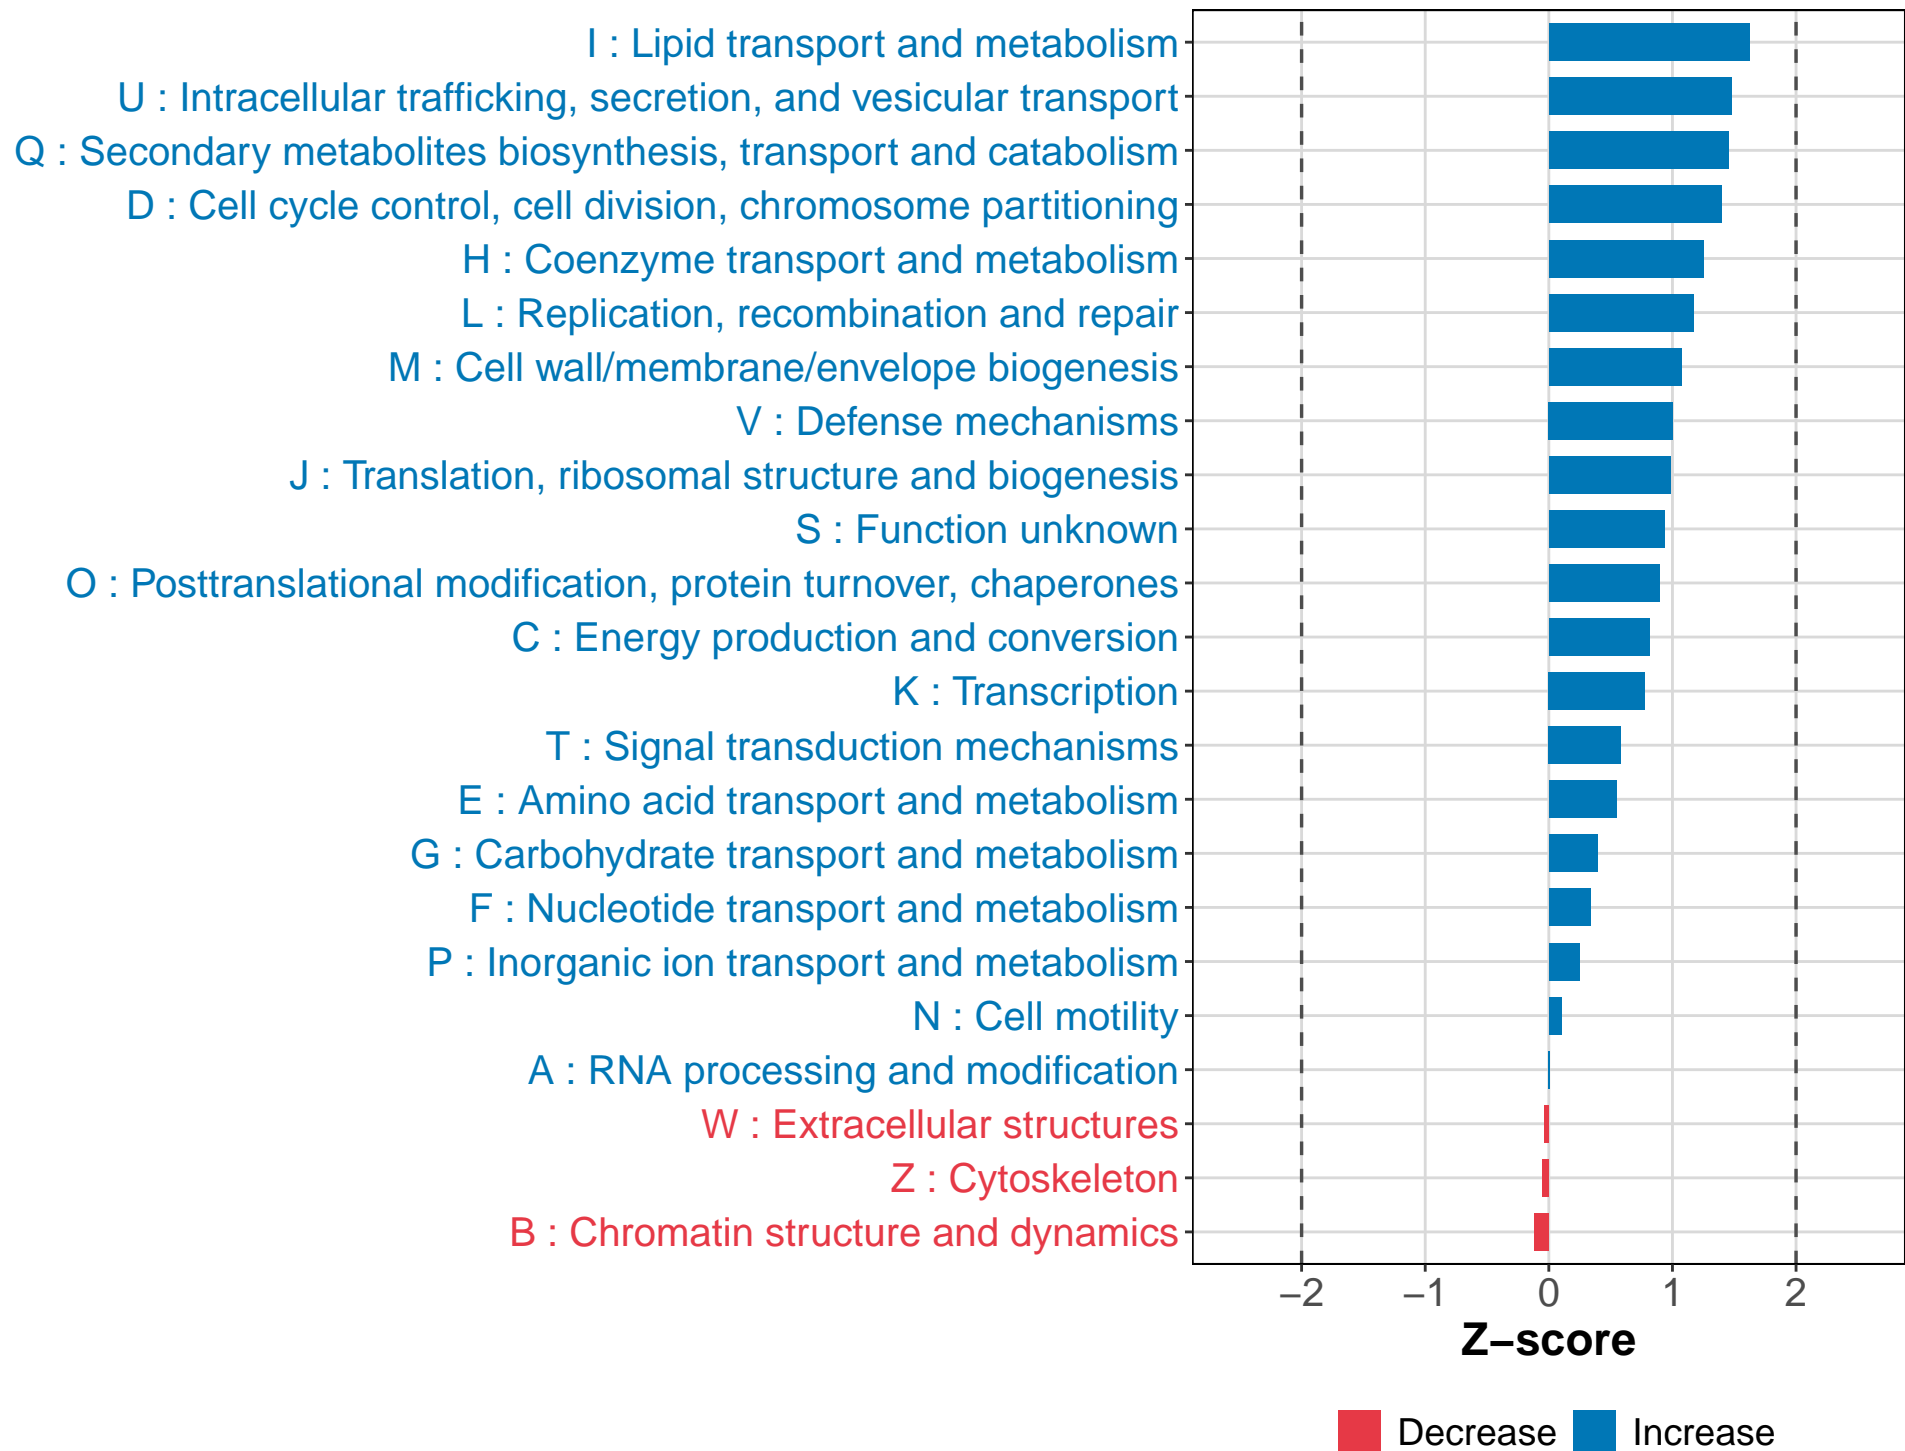 I : Lipid transport and metabolism
U : Intracellular trafficking, secretion, and vesicular transport
Q : Secondary metabolites biosynthesis, transport and catabolism
D : Cell cycle control, cell division, chromosome partitioning
H : Coenzyme transport and metabolism
L : Replication, recombination and repair
M : Cell wall/membrane/envelope biogenesis
V : Defense mechanisms
J : Translation, ribosomal structure and biogenesis
S : Function unknown
O : Posttranslational modification, protein turnover, chaperones
C : Energy production and conversion
K : Transcription
T : Signal transduction mechanisms
E : Amino acid transport and metabolism
G : Carbohydrate transport and metabolism
F : Nucleotide transport and metabolism
P : Inorganic ion transport and metabolism
N : Cell motility
A : RNA processing and modification
W : Extracellular structures
Z : Cytoskeleton
B : Chromatin structure and dynamics
−2 −1 0 1 2
Z−score
Decrease Increase